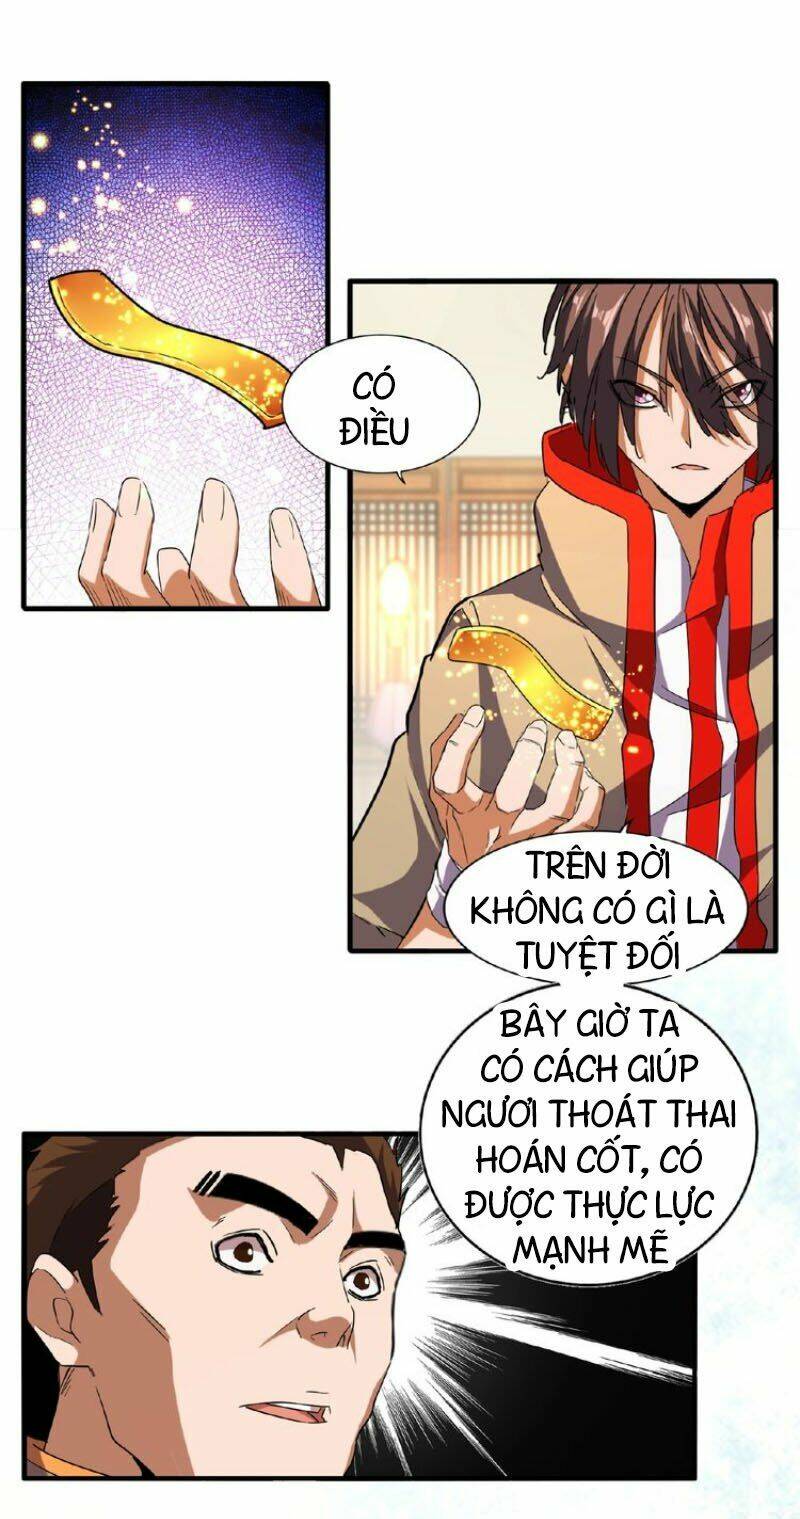 CÓ
ĐIỀU
TRÊN ĐỜI
KHÔNG CÓ GÌ LÀ
TUYỆT ĐỐI
BÂY GIỜ TA
CÓ CÁCH GIÚP
NGƯƠI THOÁT THAI
HOÁN CỐT, CÓ
ĐƯỢC THỰC LỰC
MẠNH MẼ